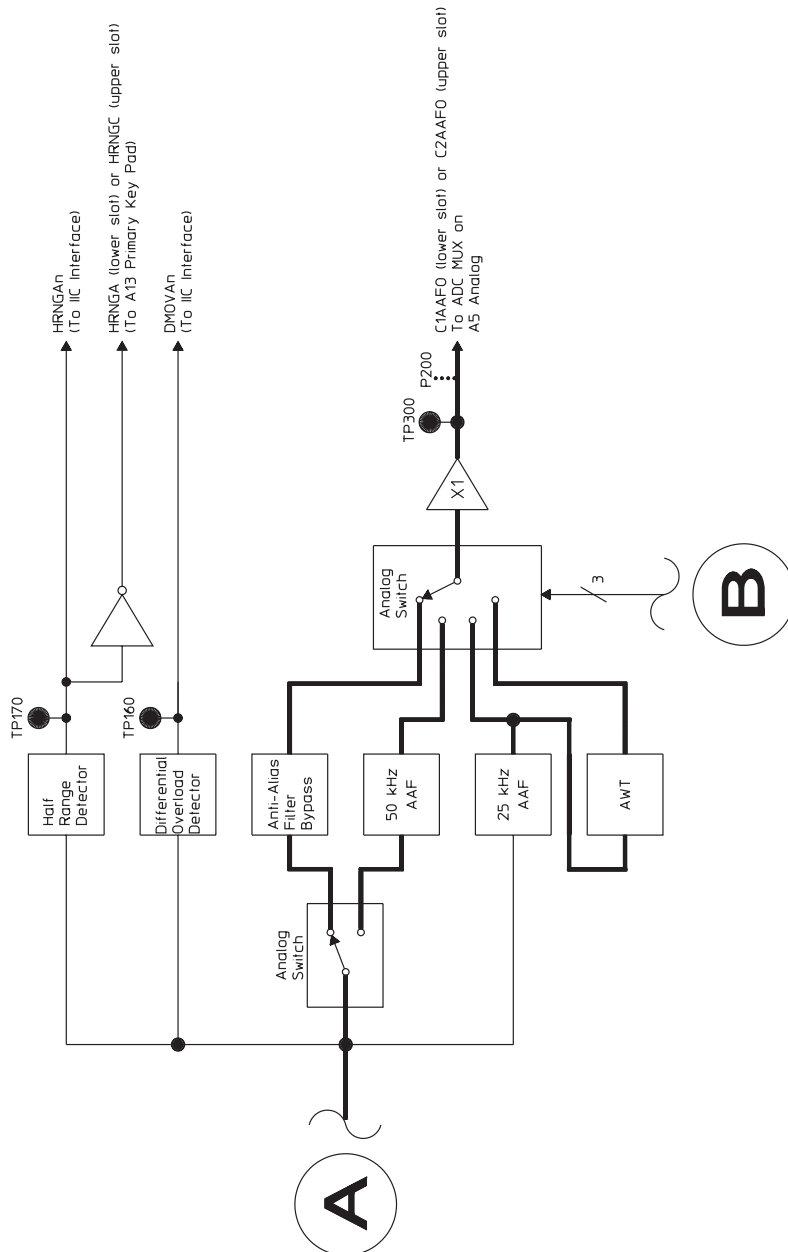 HRNGAn
(To IIC Interface)
HRNGA (lower slot) or HRNGC (upper slot)
(To A13 Primary Key Pad)
DMOVAn
(To IIC Interface)
C1AAFO (lower slot) or C2AAFO (upper slot)
To ADC MUX on
A5 Analog
P200
TP300
X1
Analog
Switch
3
B
TP170
TP160
Half
Range
Detector
Differential
Overload
Detector
Anti-Alias
Filter
Bypass
50 kHz
AAF
25 kHz
AAF
AWT
Analog
Switch
A